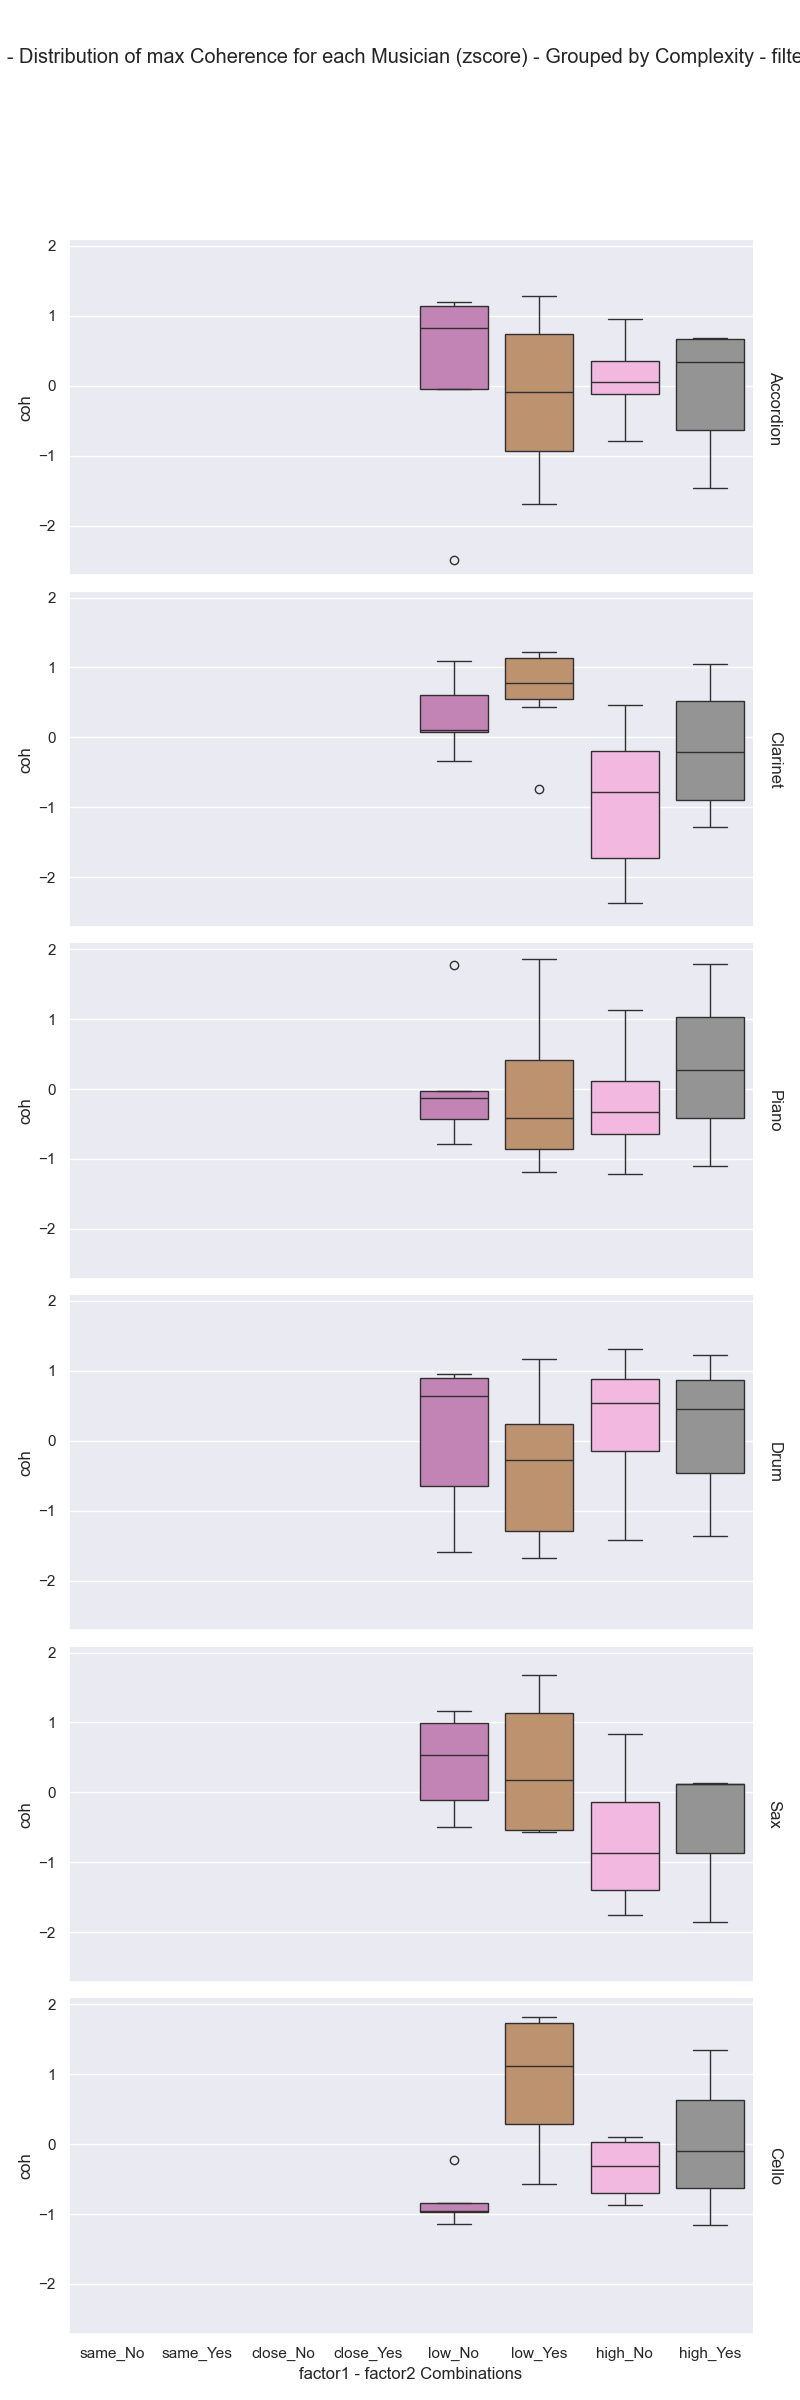 - Distribution of max Coherence for each Musician (zscore) - Grouped by Complexity - filte
2
1
0
−1
−2
coh
Accordion
2
1
0
−1
−2
coh
Clarinet
2
1
0
−1
−2
coh
Piano
2
1
0
−1
−2
coh
Drum
2
1
0
−1
−2
coh
Sax
2
1
0
−1
−2
coh
Cello
same_No same_Yes close_No close_Yes low_No low_Yes high_No high_Yes
factor1 - factor2 Combinations